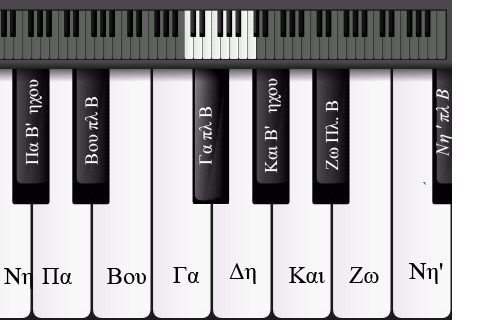 Πα Β' ηχου
Βου πλ Β
Γα πλ Β
Και Β' ηχου
Ζω Πλ. Β
Νη ' πλ Β
Νη
Πα
Βου
Γα
Δη
Και
Ζω
Νη'